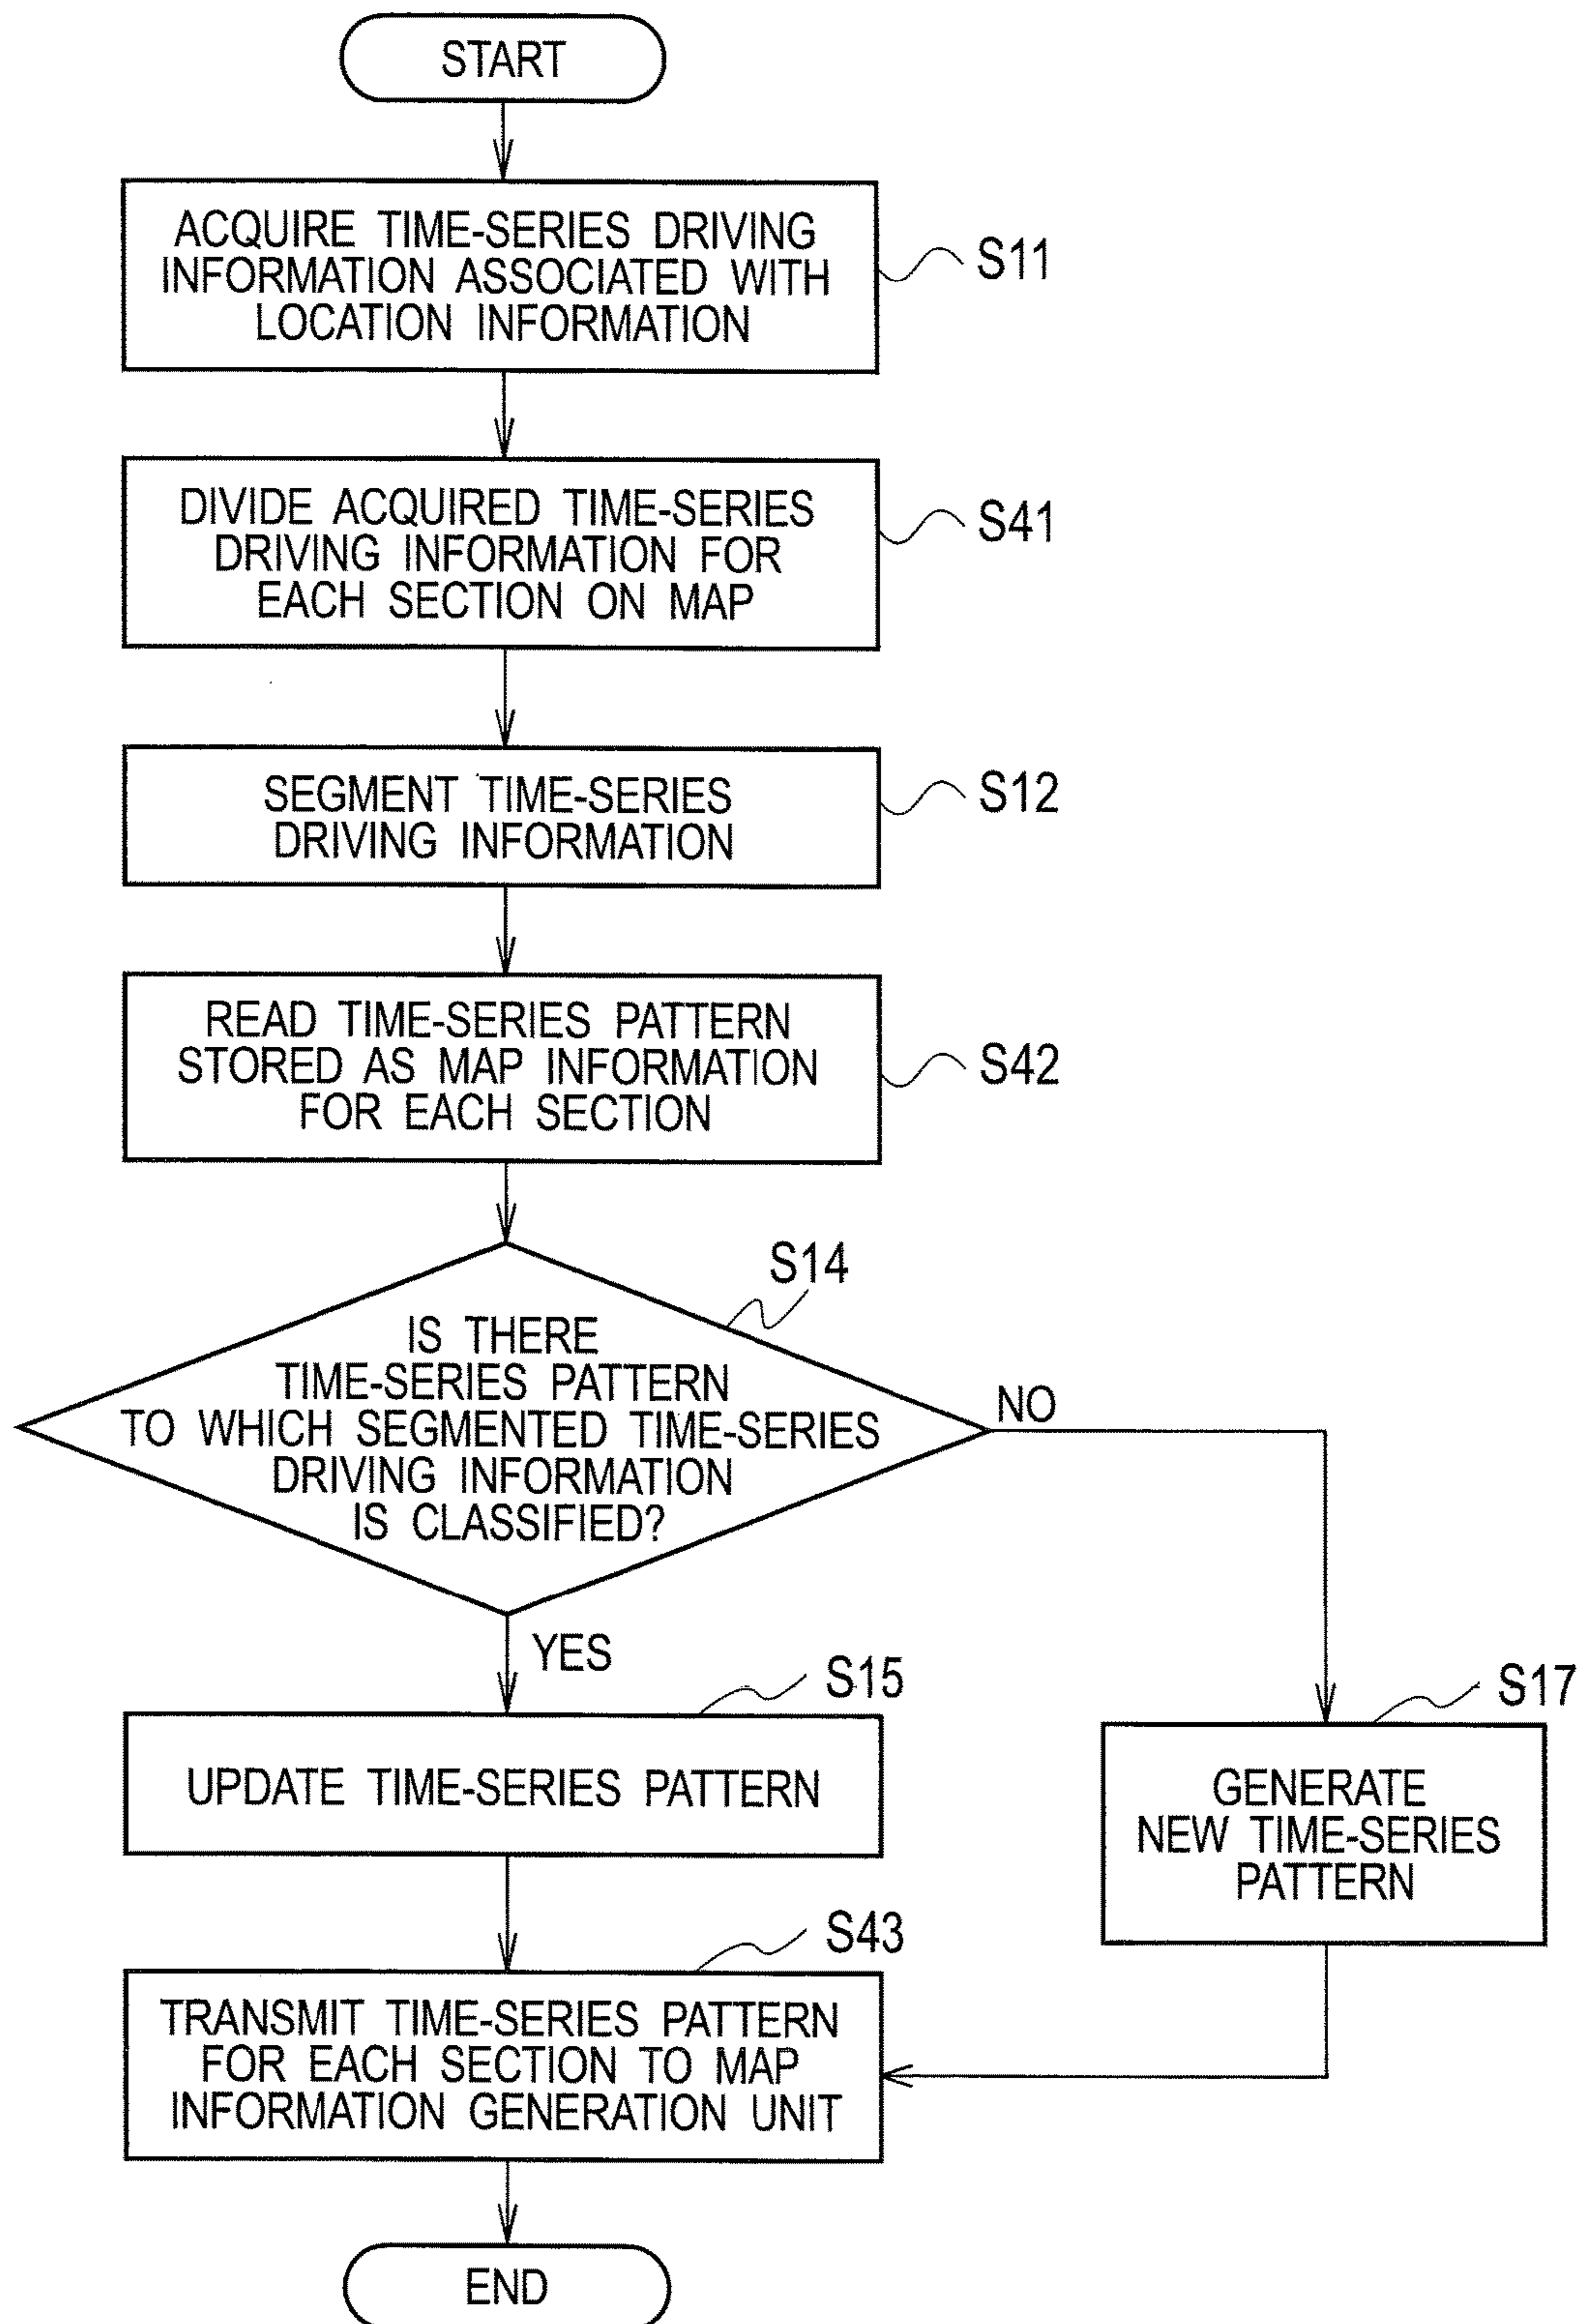 START
ACQUIRE TIME-SERIES DRIVING
INFORMATION ASSOCIATED WITH
LOCATION INFORMATION
S11
DIVIDE ACQUIRED TIME-SERIES
DRIVING INFORMATION FOR
EACH SECTION ON MAP
S41
SEGMENT TIME-SERIES
DRIVING INFORMATION
S12
READ TIME-SERIES PATTERN
STORED AS MAP INFORMATION
FOR EACH SECTION
S42
S14
IS THERE
TIME-SERIES PATTERN
TO WHICH SEGMENTED TIME-SERIES
DRIVING INFORMATION
IS CLASSIFIED?
NO
YES
S15
UPDATE TIME-SERIES PATTERN
S17
GENERATE
NEW TIME-SERIES
PATTERN
S43
TRANSMIT TIME-SERIES PATTERN
FOR EACH SECTION TO MAP
INFORMATION GENERATION UNIT
END